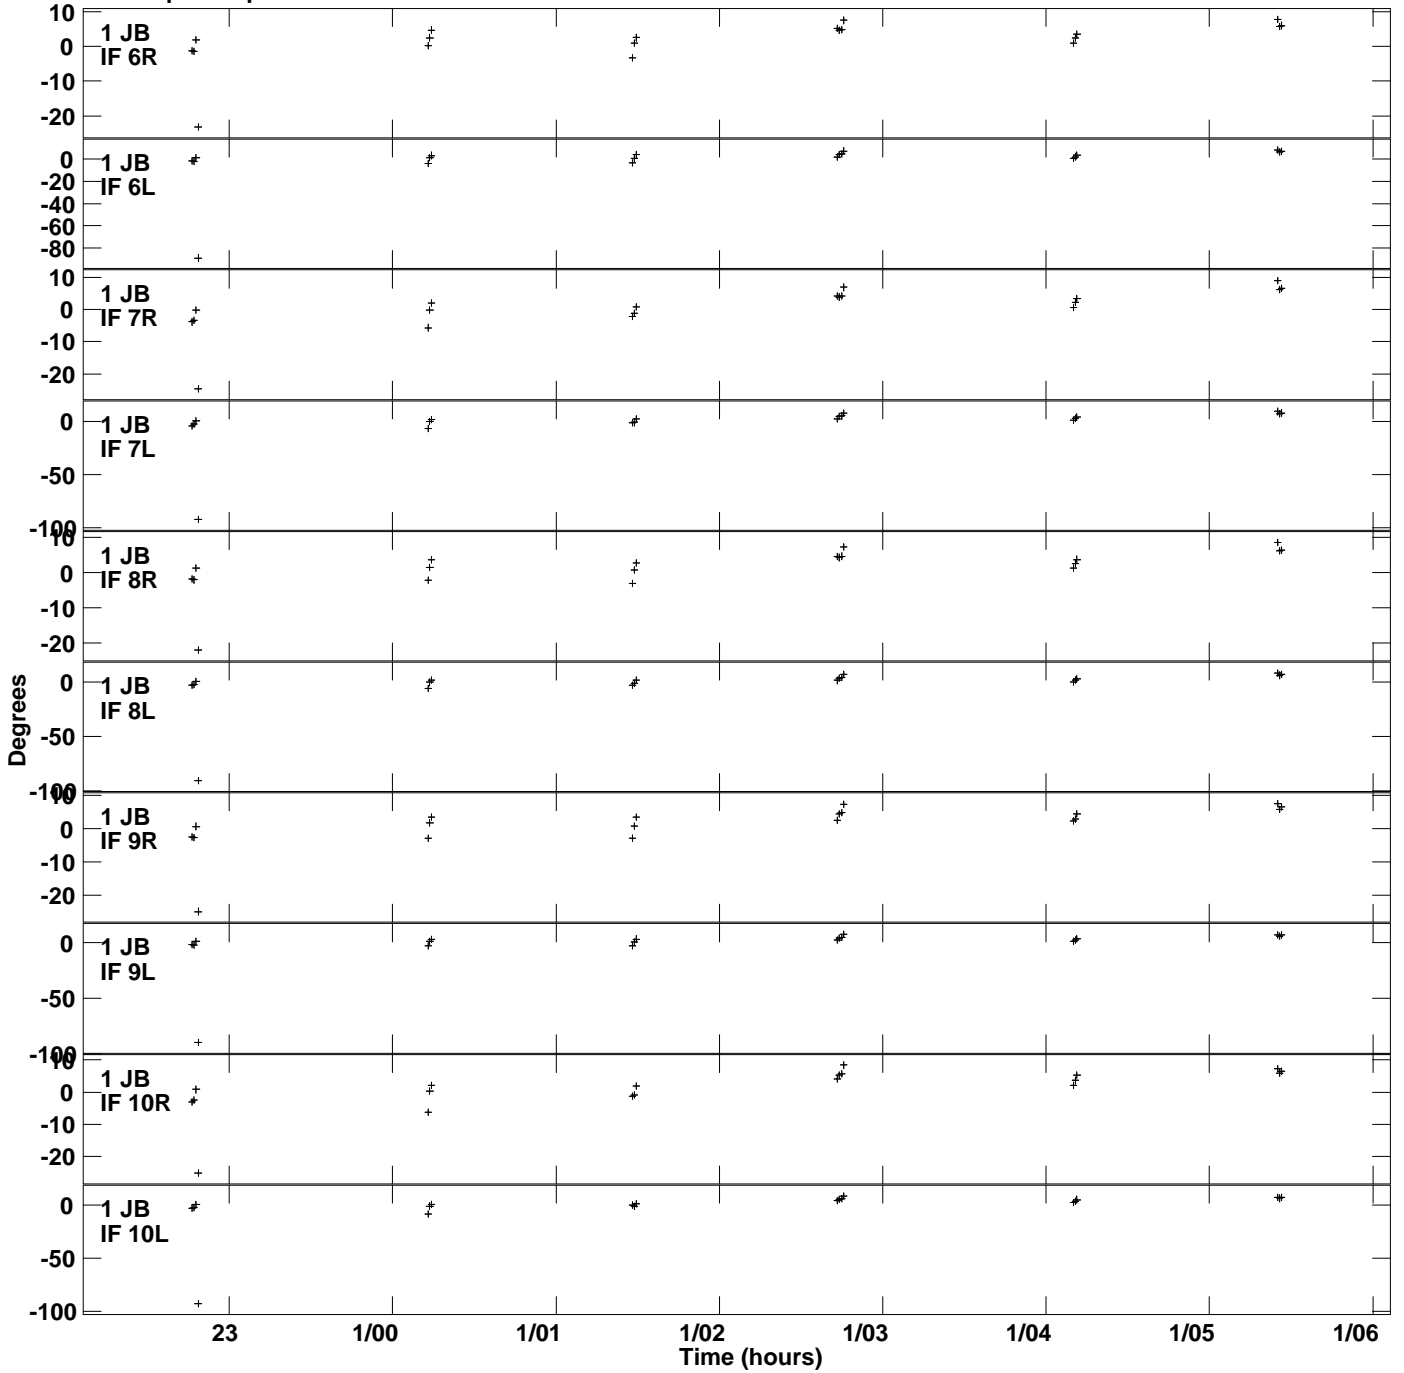 10
0
-10
-20
1 JB
IF 6R
0
-20
-40
-60
-80
1 JB
IF 6L
10
0
-10
-20
1 JB
IF 7R
0
-50
-100
1 JB
IF 7L
10
0
-10
-20
1 JB
IF 8R
0
-50
-100
1 JB
IF 8L
10
0
-10
-20
1 JB
IF 9R
0
-50
-100
1 JB
IF 9L
10
0
-10
-20
1 JB
IF 10R
0
-50
-100
1 JB
IF 10L
Degrees
23 1/00 1/01 1/02 1/03 1/04 1/05 1/06
Time (hours)